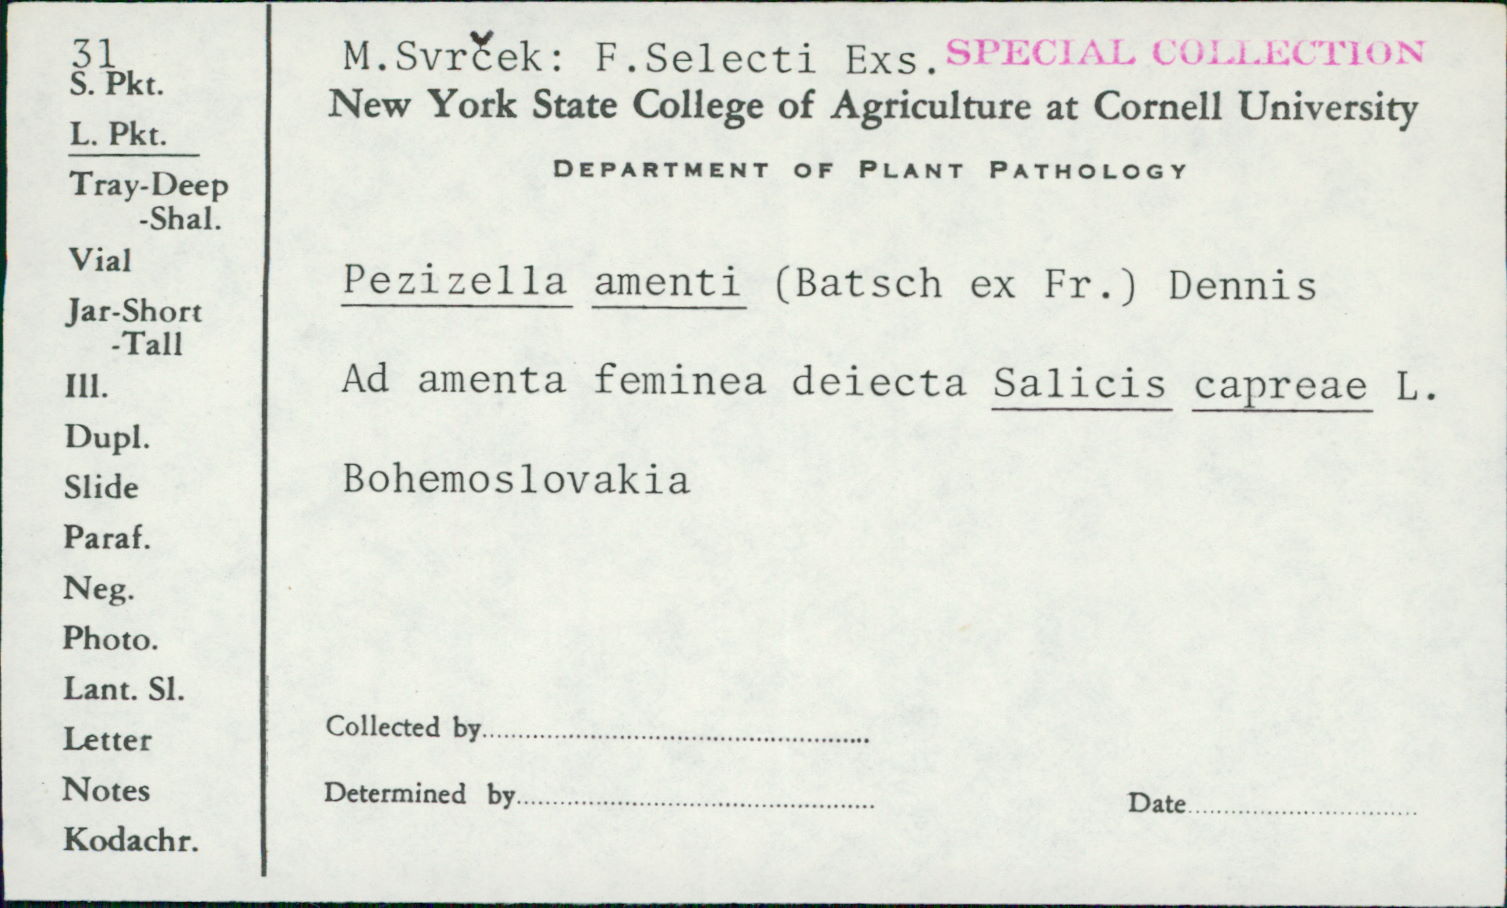 31
S. Pkt.
L. Pkt.
Tray-Deep
-Shal.
Vial
Jar-Short
-Tall
Ill.
Dupl.
Slide
Paraf.
Neg.
Photo.
Lant. Sl.
Letter
Notes
Kodachr.
M.Svrček: F.Selecti Exs. SPECIAL COLLECTION
New York State College of Agriculture at Cornell University
DEPARTMENT OF PLANT PATHOLOGY
Pezizella amenti (Batsch ex Fr.) Dennis
Ad amenta feminea deiecta Salicis capreae L.
Bohemoslovakia
Collected by
Determined by
Date